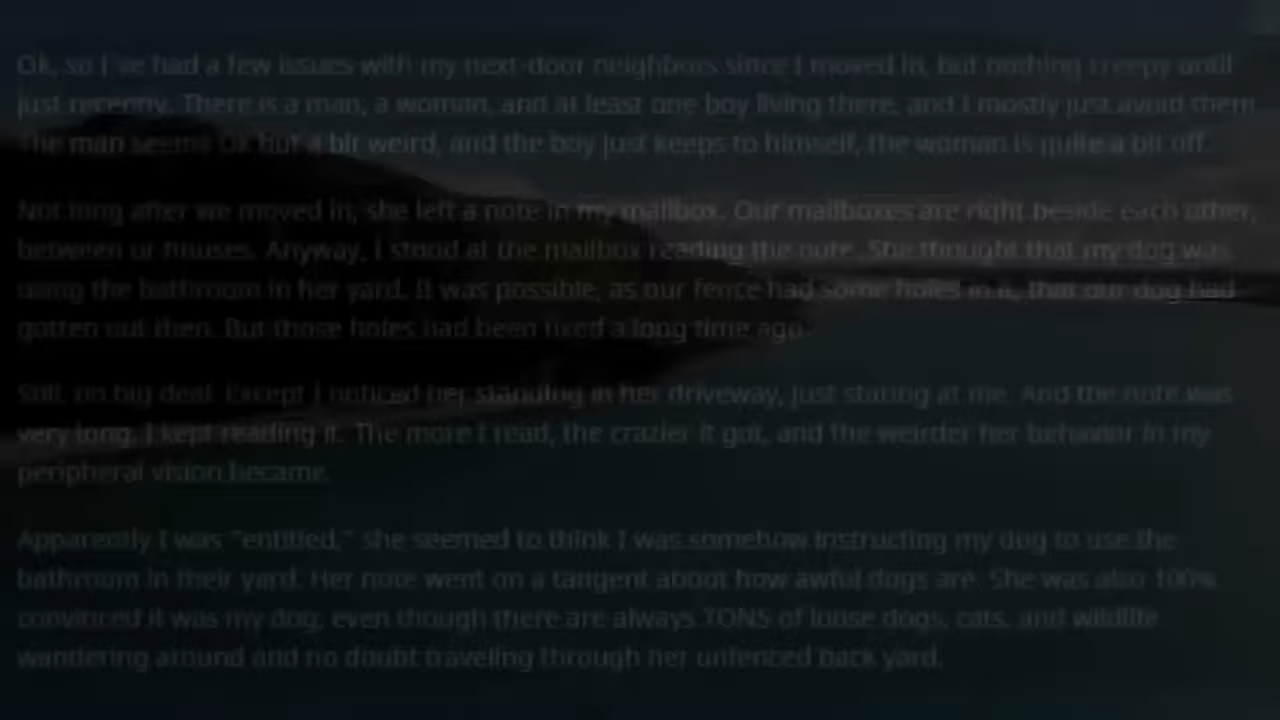 Ok, so I've had a few issues with my next-door neighbors since I moved in, but nothing creepy until
just recently. There is a man, a woman, and at least one boy living there, and I mostly just avoid them
The man seems ok but a bit weird, and the boy just keeps to himself, the woman is quite a bit off.
Not long after we moved in, she left a note in my mailbox. Our mailboxes are right beside each other,
between or houses. Anyway, I stood at the mailbox reading the note. She thought that my dog was
using the bathroom in her yard. It was possible, as our fence had some holes in it, that our dog had
gotten out then. But those holes had been fixed a long time ago.
Still, on big deal. Except I noticed her standing in her driveway, just staring at me. And the note was
very long. I kept reading it. The more I read, the crazier it got, and the weirder her behavior in my
peripheral vision became.
Apparently I was "entitled," she seemed to think I was somehow instructing my dog to use the
bathroom in their yard. Her note went on a tangent about how awful dogs are. She was also 100%
convinced it was my dog, even though there are always TONS of loose dogs, cats, and wildlife
wandering around and no doubt traveling through her unfenced back yard.